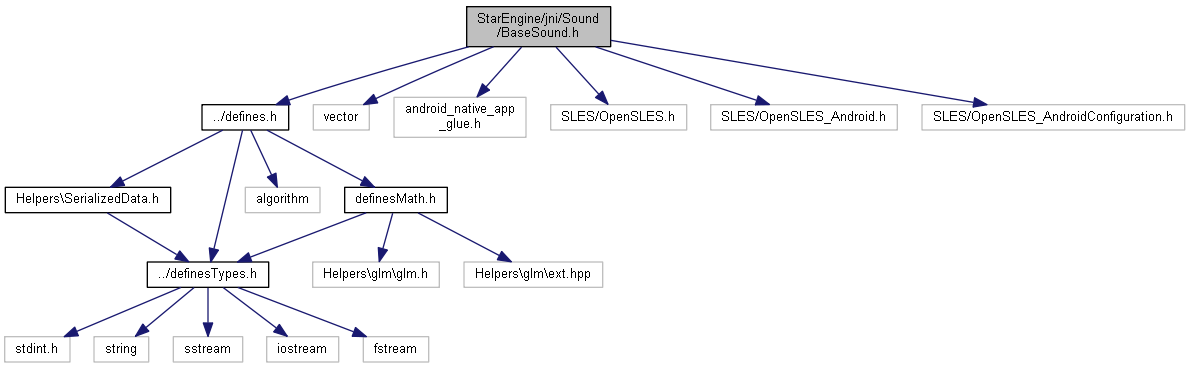 StarEngine/jni/Sound
/BaseSound.h
../defines.h
vector
android_native_app
_glue.h
SLES/OpenSLES.h
SLES/OpenSLES_Android.h
SLES/OpenSLES_AndroidConfiguration.h
Helpers\SerializedData.h
algorithm
definesMath.h
../definesTypes.h
Helpers\glm\glm.h
Helpers\glm\ext.hpp
stdint.h
string
sstream
iostream
fstream